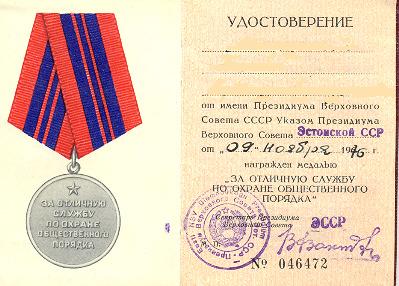 ЗА ОТЛИЧНУЮ
СЛУЖБУ
ПО ОХРАНЕ
ОБЩЕСТВЕННОГО
ПОРЯДКА
УДОСТОВЕРЕНИЕ
от имени Президиума Верховного
Совета СССР Указом Президиума
Верховного Совета Эстонской ССР
от „09" ноября 1976 г.
награжден медалью
„ЗА ОТЛИЧНУЮ СЛУЖБУ
ПО ОХРАНЕ ОБЩЕСТВЕННОГО
ПОРЯДКА"
Секретарь Президиума
Верховного Совета ЭССР
№ 046472